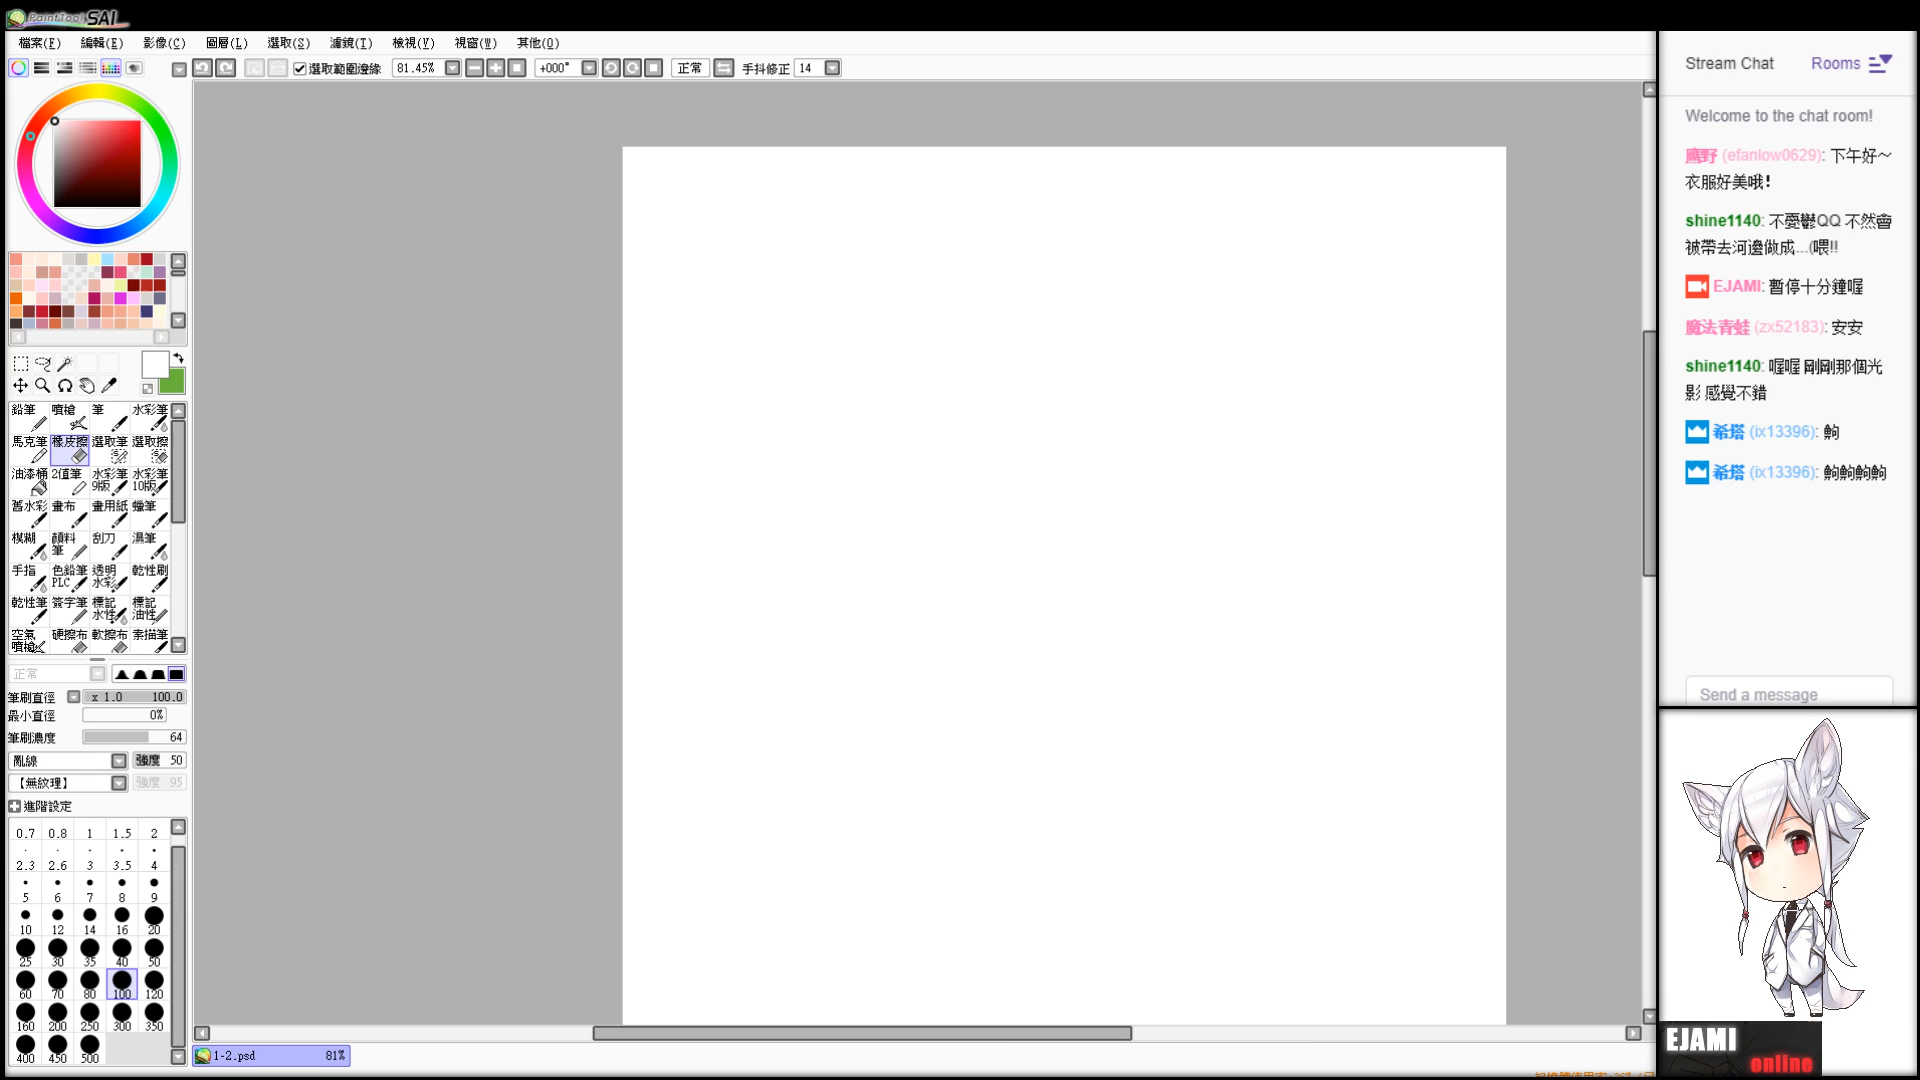 PaintTool SAI
檔案(F) 編輯(E) 影像(C) 圖層(L) 選取(S) 濾鏡(T) 檢視(V) 視窗(W) 其他(O)
選取範圍邊緣 81.45% +000° 正常 手抖修正 14
鉛筆 噴槍 筆 水彩筆
馬克筆 橡皮擦 選取筆 選取擦
油漆桶 2值筆 水彩筆 9版 水彩筆 10版
舊水彩 畫布 畫用紙 蠟筆
模糊 顏料筆 刮刀 濕筆
手指 色鉛筆 PLC 透明水彩 乾性刷
乾性筆 簽字筆 標記水性 標記油性
空氣噴槍 硬擦布 軟擦布 素描筆
正常
筆刷直徑 x 1.0 100.0
最小直徑 0%
筆刷濃度 64
亂線 強度 50
【無紋理】 強度 95
進階設定
0.7 0.8 1 1.5 2
2.3 2.6 3 3.5 4
5 6 7 8 9
10 12 14 16 20
25 30 35 40 50
60 70 80 100 120
160 200 250 300 350
400 450 500
1-2.psd 81%
Stream Chat Rooms
Welcome to the chat room!
鷹野 (efanlow0629): 下午好～
衣服好美哦!
shine1140: 不憂鬱QQ 不然會
被帶去河邊做成...(喂!!
EJAMI: 暫停十分鐘喔
魔法青蛙 (zx52183): 安安
shine1140: 喔喔 剛剛那個光
影 感覺不錯
希塔 (ix13396): 齁
希塔 (ix13396): 齁齁齁齁
Send a message
EJAMI
online